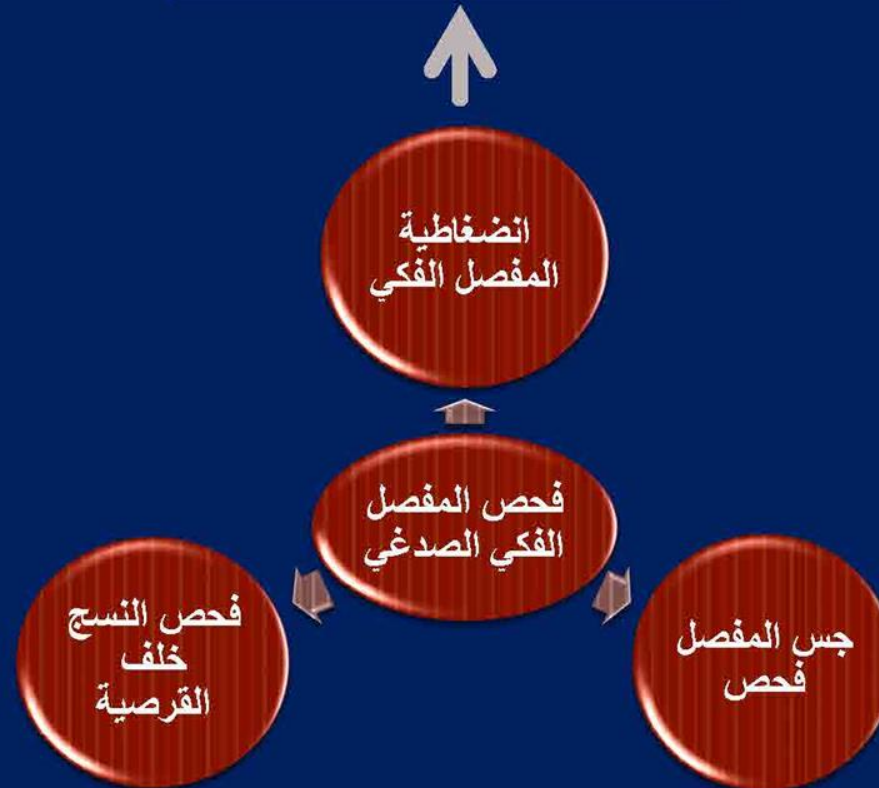 انضغاطية
المفصل الفكي
فحص المفصل
الفكي الصدغي
جس المفصل
فحص
فحص النسج
خلف
القرصية